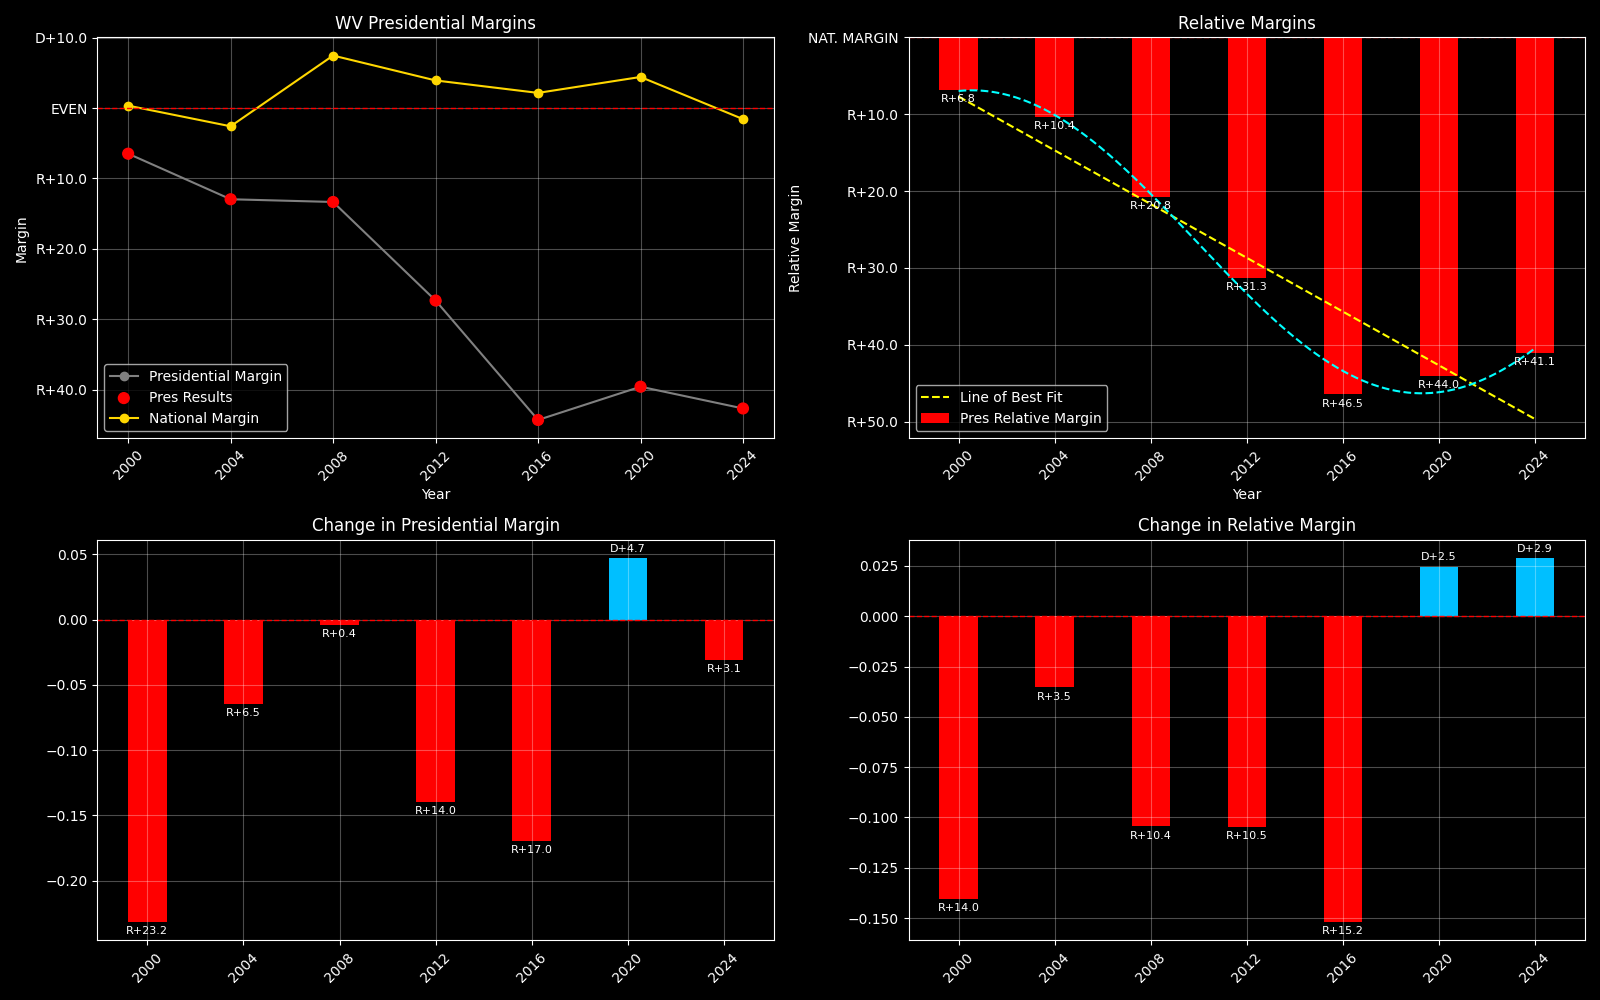 WV Presidential Margins
D+10.0
EVEN
R+10.0
R+20.0
R+30.0
R+40.0
Margin
Presidential Margin
Pres Results
National Margin
2000
2004
2008
2012
2016
2020
2024
Year
Relative Margins
NAT. MARGIN
R+10.0
R+20.0
R+30.0
R+40.0
R+50.0
Relative Margin
R+6.8
R+10.4
R+20.8
R+31.3
R+46.5
R+44.0
R+41.1
Line of Best Fit
Pres Relative Margin
2000
2004
2008
2012
2016
2020
2024
Year
Change in Presidential Margin
0.05
0.00
−0.05
−0.10
−0.15
−0.20
R+23.2
R+6.5
R+0.4
R+14.0
R+17.0
D+4.7
R+3.1
2000
2004
2008
2012
2016
2020
2024
Change in Relative Margin
0.025
0.000
−0.025
−0.050
−0.075
−0.100
−0.125
−0.150
R+14.0
R+3.5
R+10.4
R+10.5
R+15.2
D+2.5
D+2.9
2000
2004
2008
2012
2016
2020
2024